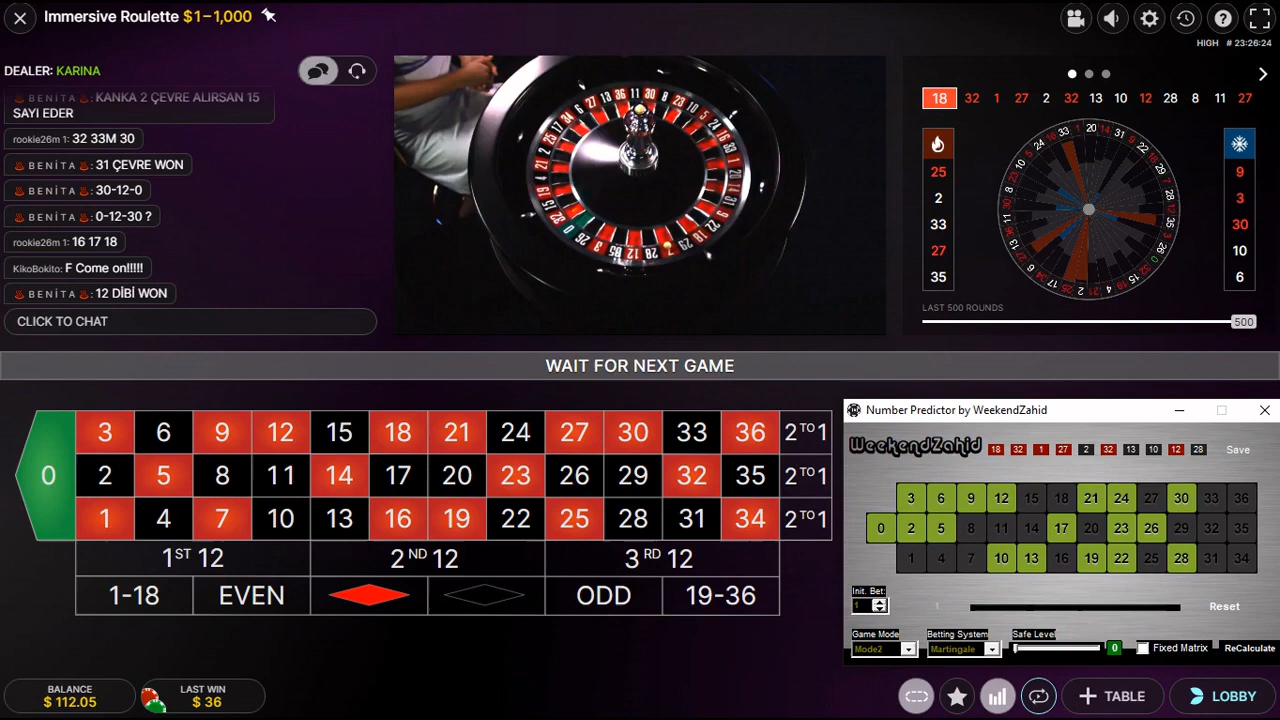 Immersive Roulette $1–1,000
HIGH # 23:26:24
DEALER: KARINA
BENİTA: KANKA 2 ÇEVRE ALIRSAN 15
SAYI EDER
rookie26m 1: 32 33M 30
BENİTA: 31 ÇEVRE WON
BENİTA: 30-12-0
BENİTA: 0-12-30 ?
rookie26m 1: 16 17 18
KikoBokito: F Come on!!!!!
BENİTA: 12 DİBİ WON
CLICK TO CHAT
18 32 1 27 2 32 13 10 12 28 8 11 27
25 9
2 3
33 30
27 10
35 6
LAST 500 ROUNDS
500
WAIT FOR NEXT GAME
3 6 9 12 15 18 21 24 27 30 33 36 2 TO 1
0 2 5 8 11 14 17 20 23 26 29 32 35 2 TO 1
1 4 7 10 13 16 19 22 25 28 31 34 2 TO 1
1ST 12 2ND 12 3RD 12
1-18 EVEN ODD 19-36
Number Predictor by WeekendZahid
WeekendZahid 18 32 1 27 2 32 13 10 12 28 Save
3 6 9 12 15 18 21 24 27 30 33 36
0 2 5 8 11 14 17 20 23 26 29 32 35
1 4 7 10 13 16 19 22 25 28 31 34
Init. Bet:
1 1 Reset
Game Mode Betting System Safe Level
Mode2 Martingale 0 Fixed Matrix ReCalculate
BALANCE
$ 112.05
LAST WIN
$ 36
+ TABLE
LOBBY